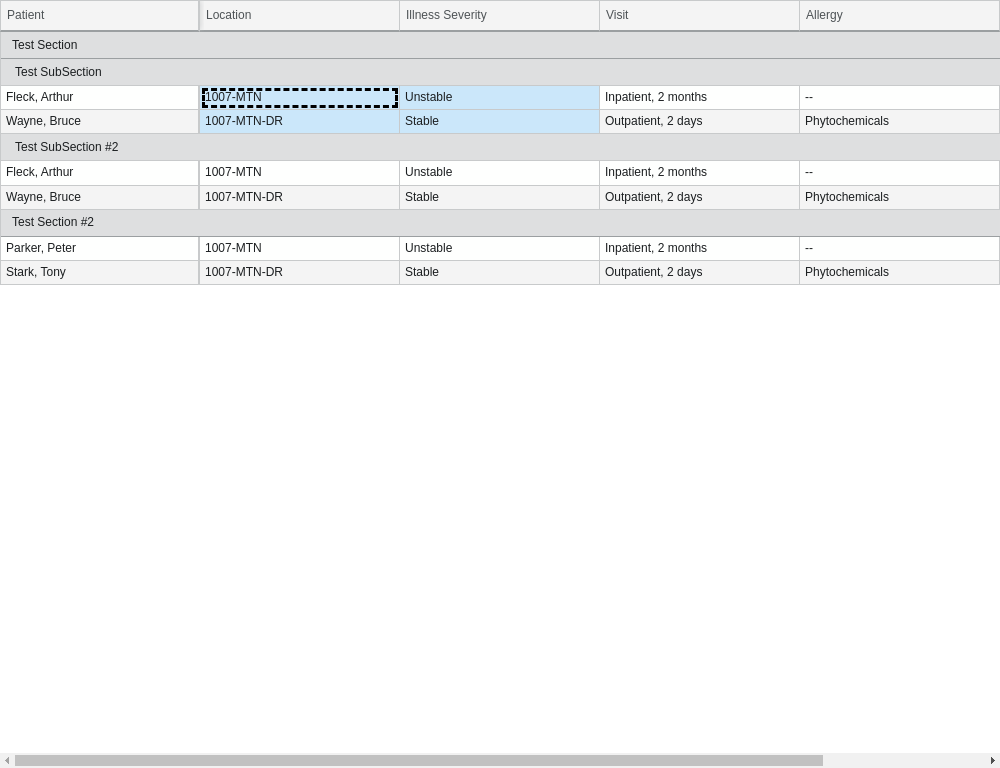 Patient Location Illness Severity Visit Allergy
Test Section
Test SubSection
Fleck, Arthur 1007-MTN Unstable Inpatient, 2 months --
Wayne, Bruce 1007-MTN-DR Stable Outpatient, 2 days Phytochemicals
Test SubSection #2
Fleck, Arthur 1007-MTN Unstable Inpatient, 2 months --
Wayne, Bruce 1007-MTN-DR Stable Outpatient, 2 days Phytochemicals
Test Section #2
Parker, Peter 1007-MTN Unstable Inpatient, 2 months --
Stark, Tony 1007-MTN-DR Stable Outpatient, 2 days Phytochemicals